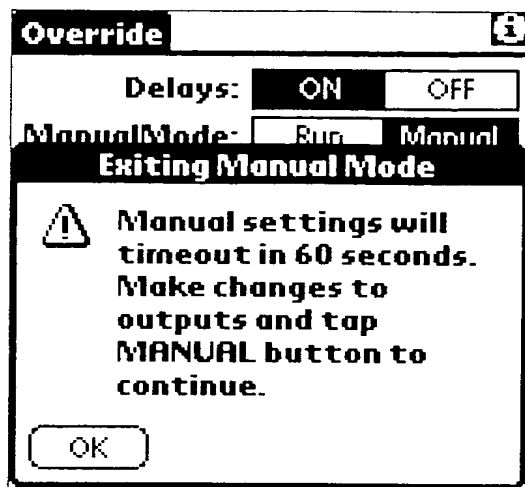 Override
Delays: ON OFF
ManualMode: Run Manual
Exiting Manual Mode
Manual settings will
timeout in 60 seconds.
Make changes to
outputs and tap
MANUAL button to
continue.
OK